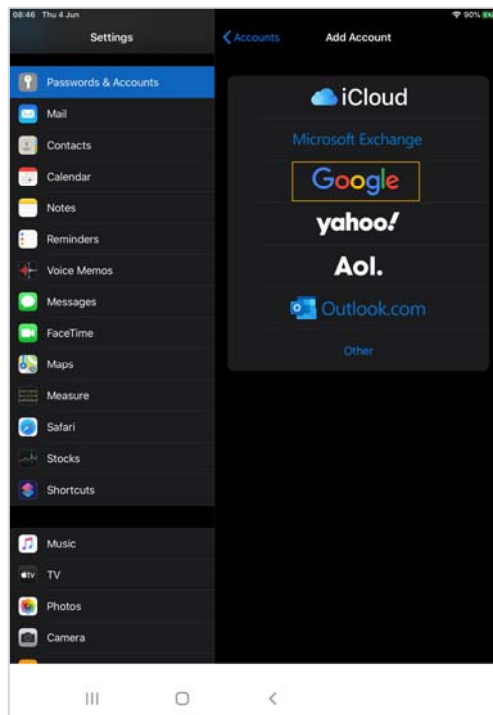 08:46 Thu 4 Jun
90%
Settings
Accounts
Add Account
Passwords & Accounts
Mail
Contacts
Calendar
Notes
Reminders
Voice Memos
Messages
FaceTime
Maps
Measure
Safari
Stocks
Shortcuts
Music
tv
TV
Photos
Camera
iCloud
Microsoft Exchange
Google
yahoo!
Aol.
Outlook.com
Other